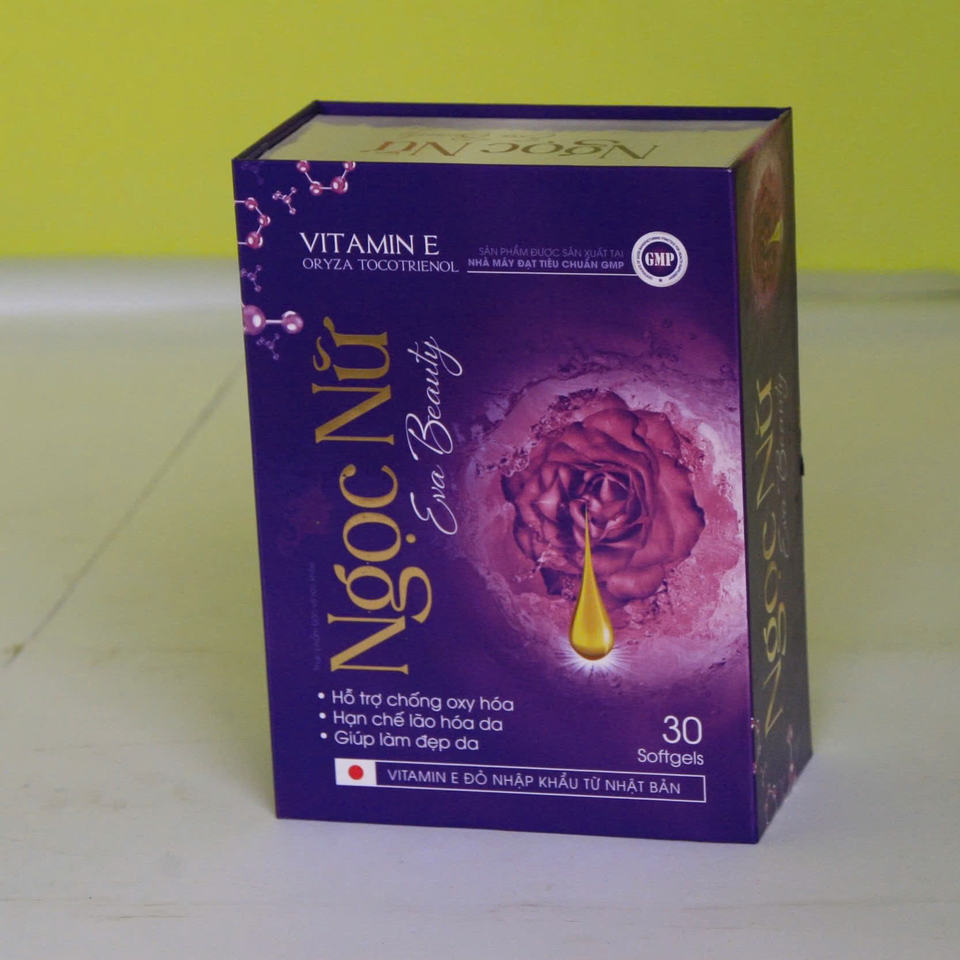 Ngọc Nữ
VITAMIN E
ORYZA TOCOTRIENOL
SẢN PHẨM ĐƯỢC SẢN XUẤT TẠI
NHÀ MÁY ĐẠT TIÊU CHUẨN GMP
GMP
Ngọc Nữ
Eva Beauty
• Hỗ trợ chống oxy hóa
• Hạn chế lão hóa da
• Giúp làm đẹp da
30
Softgels
VITAMIN E ĐỎ NHẬP KHẨU TỪ NHẬT BẢN
Ngọc Nữ
Eva Beauty